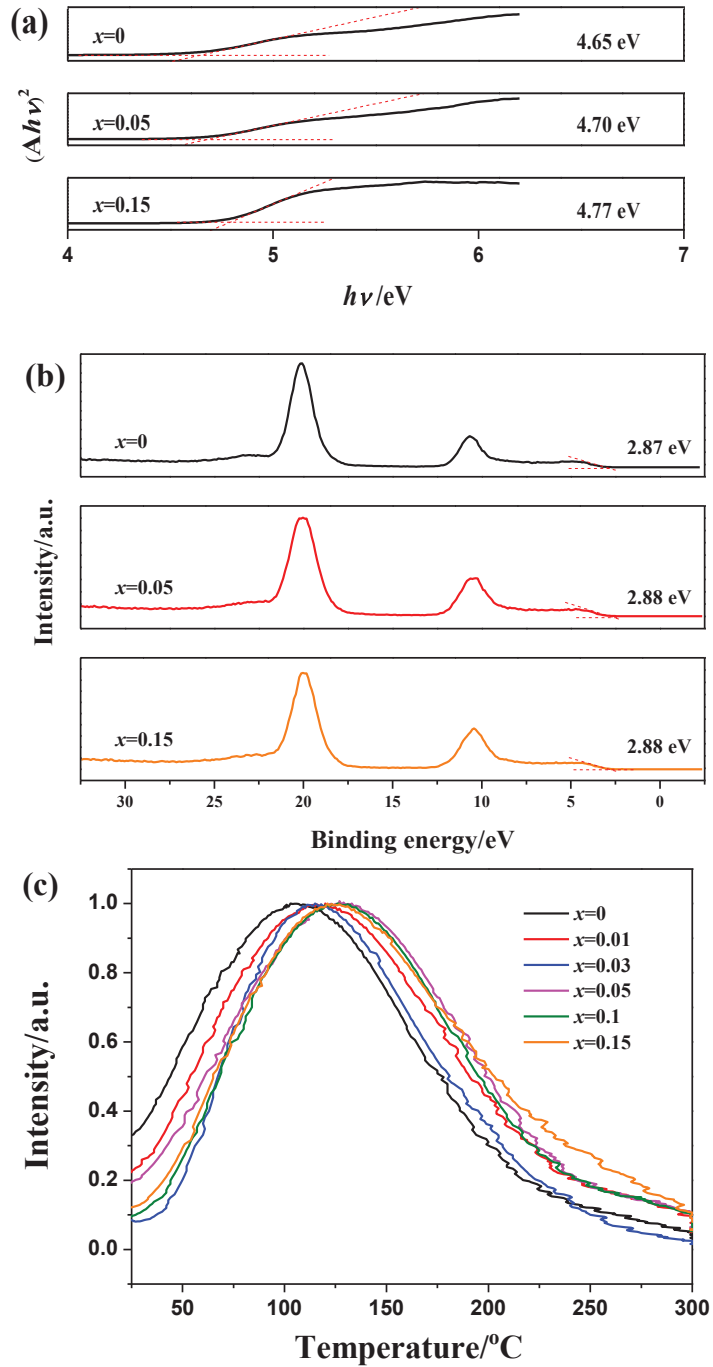 (a)
x=0
4.65 eV
x=0.05
4.70 eV
x=0.15
4.77 eV
(Ahν)²
4 5 6 7
hν/eV
(b)
x=0
2.87 eV
x=0.05
2.88 eV
x=0.15
2.88 eV
Intensity/a.u.
30 25 20 15 10 5 0
Binding energy/eV
(c)
1.0
0.8
0.6
0.4
0.2
0.0
x=0
x=0.01
x=0.03
x=0.05
x=0.1
x=0.15
Intensity/a.u.
50 100 150 200 250 300
Temperature/°C